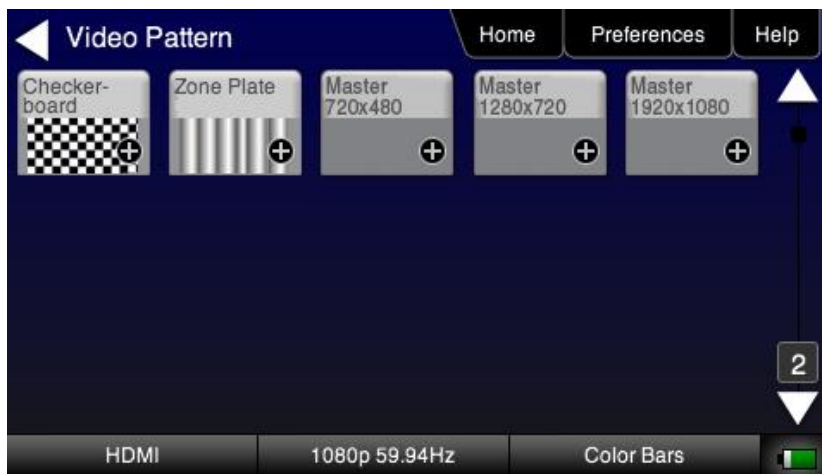 Video Pattern
Home
Preferences
Help
Checker-
board
Zone Plate
Master
720x480
Master
1280x720
Master
1920x1080
2
HDMI
1080p 59.94Hz
Color Bars